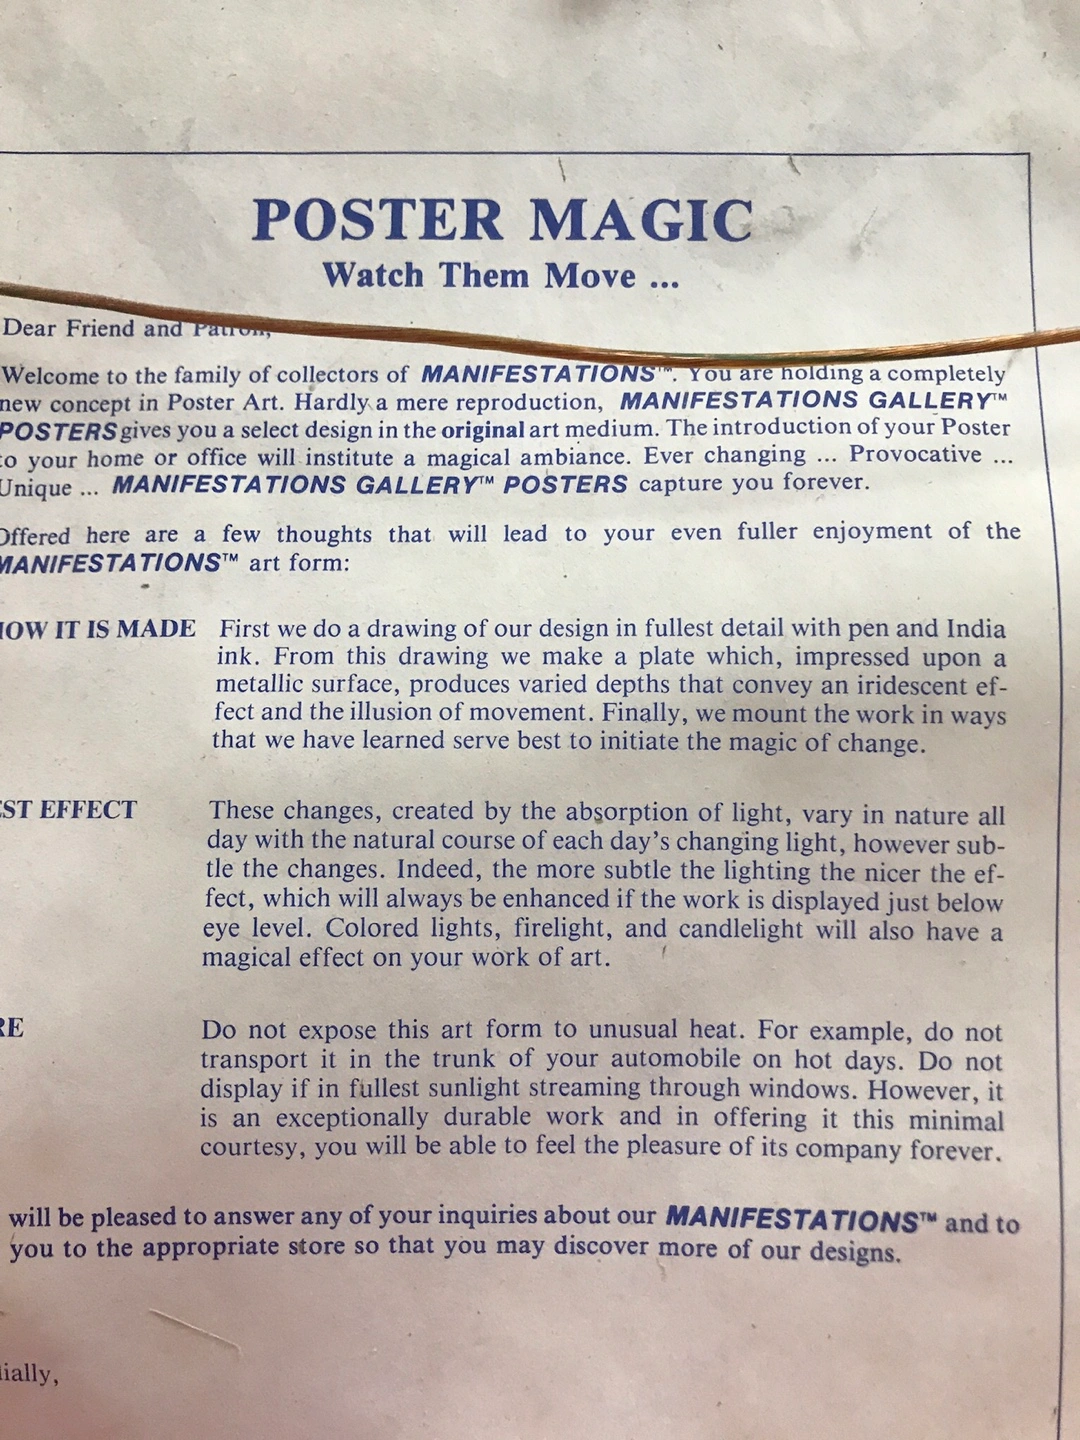 POSTER MAGIC
Watch Them Move ...
Dear Friend and Patron,
Welcome to the family of collectors of MANIFESTATIONS™. You are holding a completely
new concept in Poster Art. Hardly a mere reproduction, MANIFESTATIONS GALLERY™
POSTERS gives you a select design in the original art medium. The introduction of your Poster
to your home or office will institute a magical ambiance. Ever changing ... Provocative ...
Unique ... MANIFESTATIONS GALLERY™ POSTERS capture you forever.
Offered here are a few thoughts that will lead to your even fuller enjoyment of the
MANIFESTATIONS™ art form:
HOW IT IS MADE First we do a drawing of our design in fullest detail with pen and India
ink. From this drawing we make a plate which, impressed upon a
metallic surface, produces varied depths that convey an iridescent ef-
fect and the illusion of movement. Finally, we mount the work in ways
that we have learned serve best to initiate the magic of change.
EST EFFECT These changes, created by the absorption of light, vary in nature all
day with the natural course of each day's changing light, however sub-
tle the changes. Indeed, the more subtle the lighting the nicer the ef-
fect, which will always be enhanced if the work is displayed just below
eye level. Colored lights, firelight, and candlelight will also have a
magical effect on your work of art.
RE Do not expose this art form to unusual heat. For example, do not
transport it in the trunk of your automobile on hot days. Do not
display if in fullest sunlight streaming through windows. However, it
is an exceptionally durable work and in offering it this minimal
courtesy, you will be able to feel the pleasure of its company forever.
will be pleased to answer any of your inquiries about our MANIFESTATIONS™ and to
you to the appropriate store so that you may discover more of our designs.
dially,